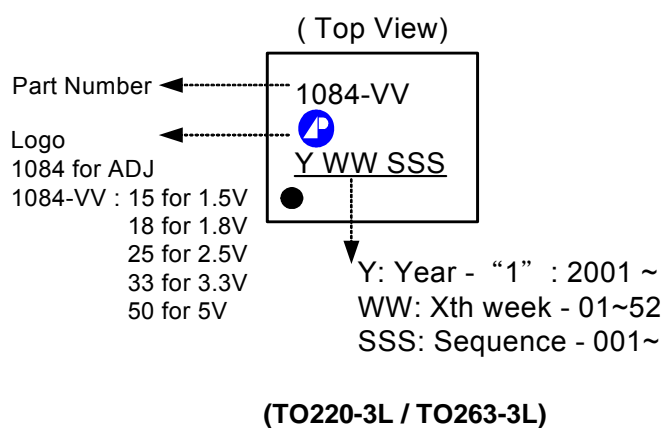 ( Top View)
Part Number
1084-VV
Logo
AP
1084 for ADJ
Y WW SSS
1084-VV : 15 for 1.5V
18 for 1.8V
25 for 2.5V
33 for 3.3V
50 for 5V
Y: Year - “1” : 2001 ~
WW: Xth week - 01~52
SSS: Sequence - 001~
(TO220-3L / TO263-3L)